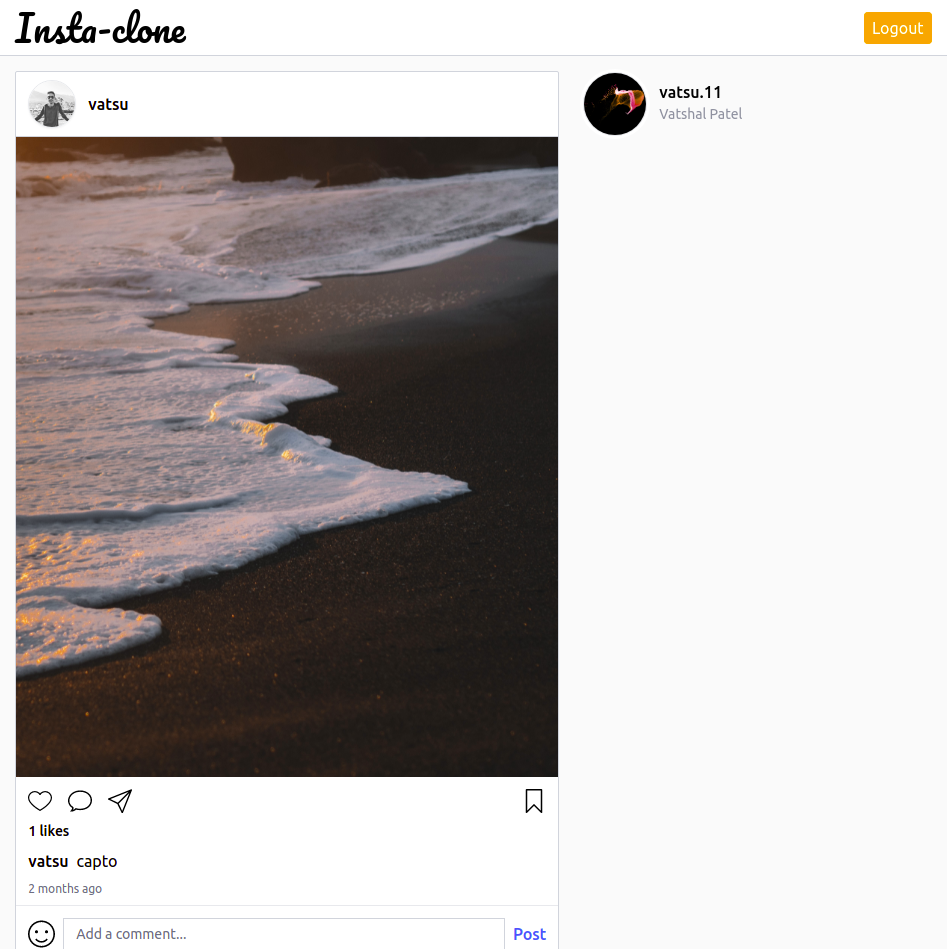 Insta-clone
Logout
vatsu
vatsu.11
Vatshal Patel
1 likes
vatsu capto
2 months ago
Add a comment...
Post